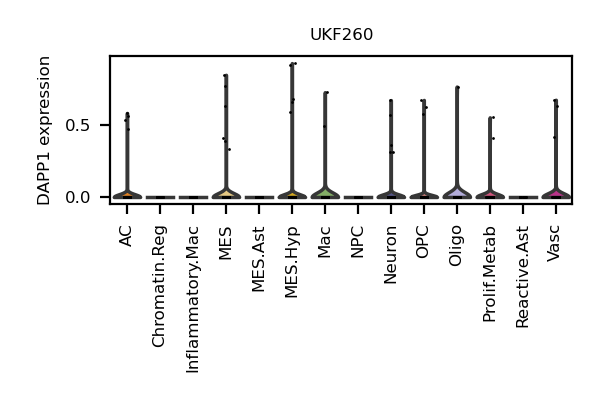 UKF260
DAPP1 expression
0.5
0.0
AC
Chromatin.Reg
Inflammatory.Mac
MES
MES.Ast
MES.Hyp
Mac
NPC
Neuron
OPC
Oligo
Prolif.Metab
Reactive.Ast
Vasc